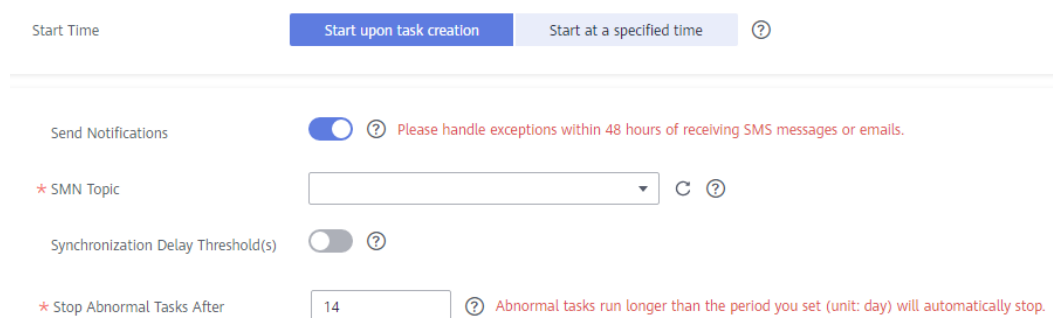 Start Time Start upon task creation Start at a specified time ?
Send Notifications ? Please handle exceptions within 48 hours of receiving SMS messages or emails.
* SMN Topic ?
Synchronization Delay Threshold(s) ?
* Stop Abnormal Tasks After 14 ? Abnormal tasks run longer than the period you set (unit: day) will automatically stop.